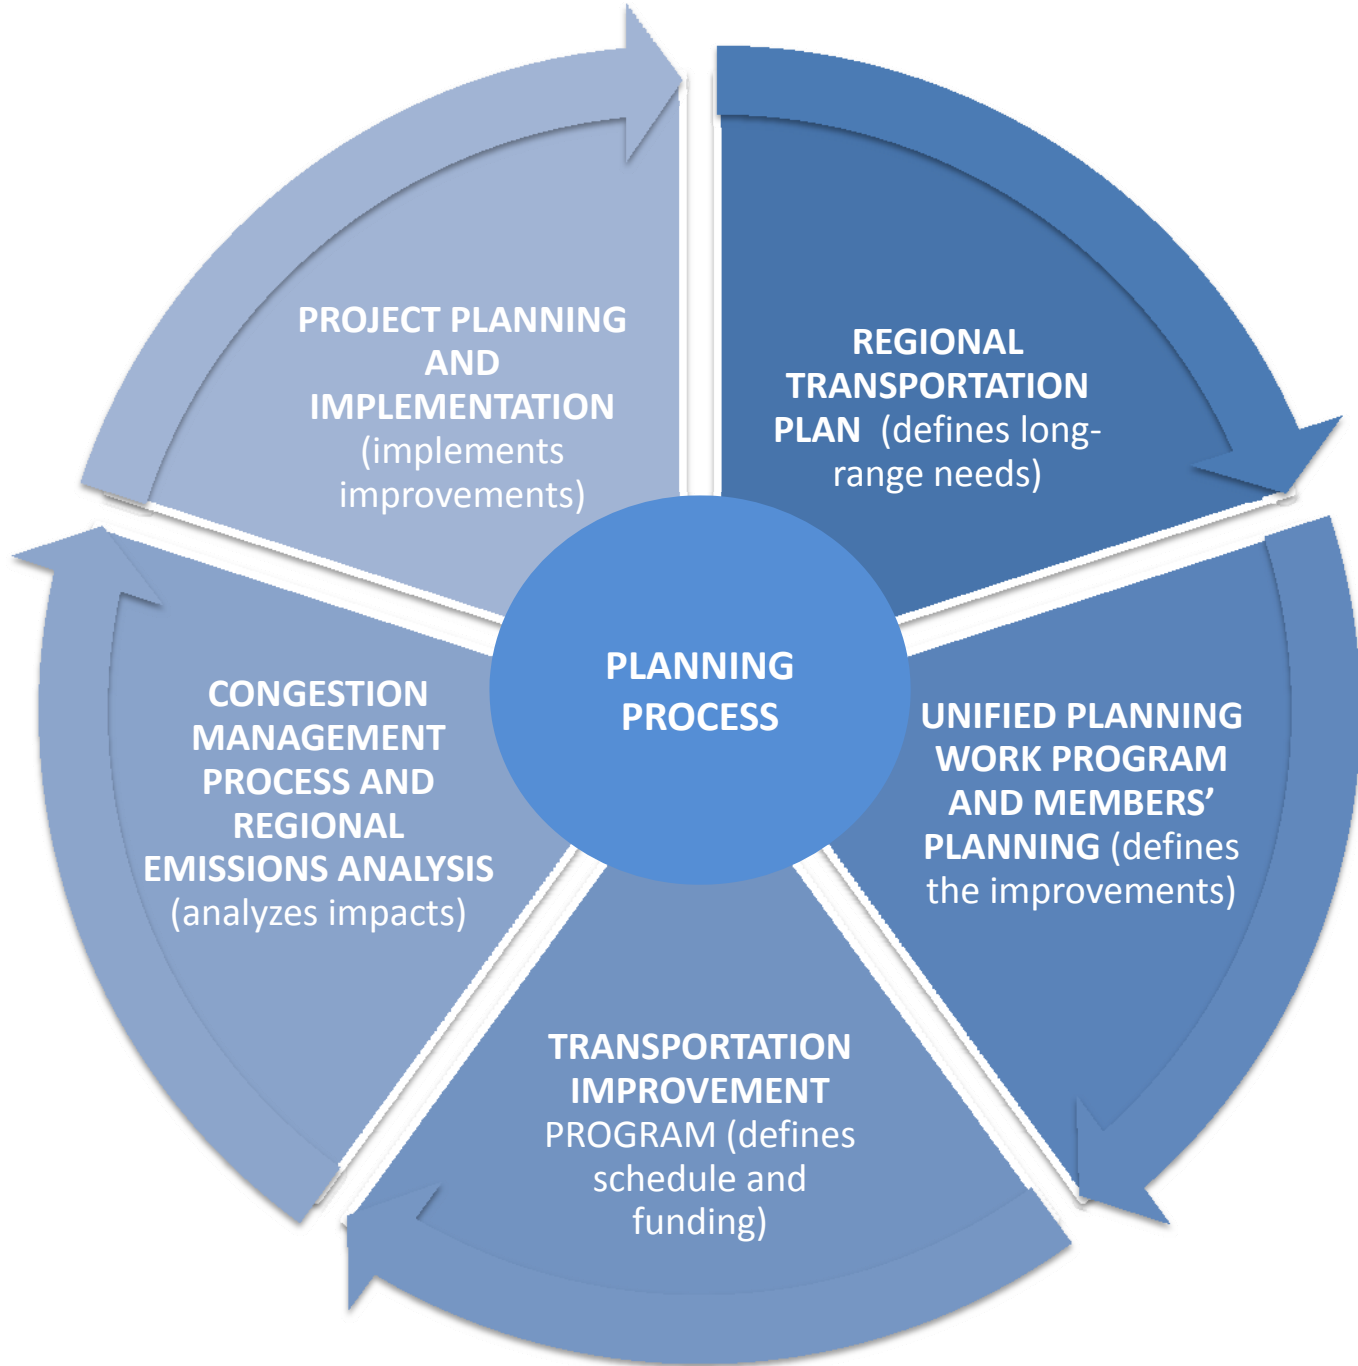 PROJECT PLANNING
AND
IMPLEMENTATION
(implements
improvements)
REGIONAL
TRANSPORTATION
PLAN (defines long-
range needs)
PLANNING
PROCESS
CONGESTION
MANAGEMENT
PROCESS AND
REGIONAL
EMISSIONS ANALYSIS
(analyzes impacts)
UNIFIED PLANNING
WORK PROGRAM
AND MEMBERS’
PLANNING (defines
the improvements)
TRANSPORTATION
IMPROVEMENT
PROGRAM (defines
schedule and
funding)